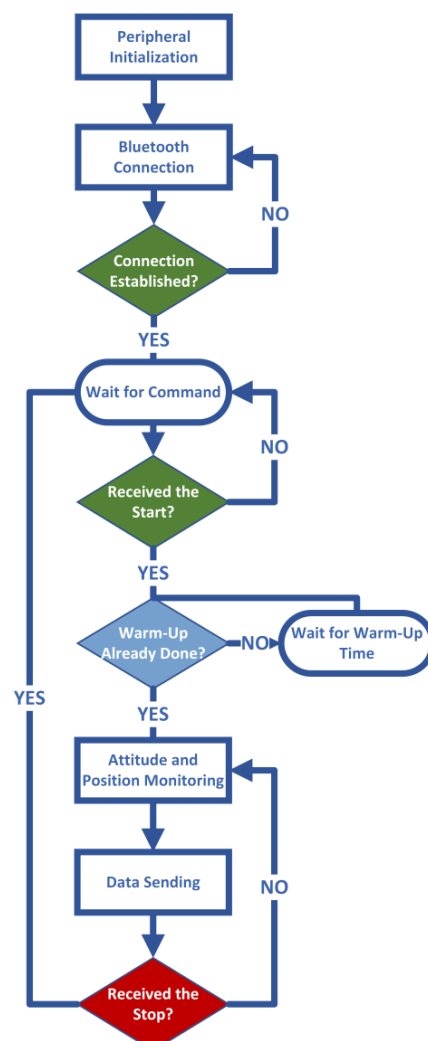 Peripheral
Initialization
Bluetooth
Connection
NO
Connection
Established?
YES
Wait for Command
NO
Received the
Start?
YES
Warm-Up
Already Done?
NO
Wait for Warm-Up
Time
YES
YES
Attitude and
Position Monitoring
Data Sending
NO
Received the
Stop?